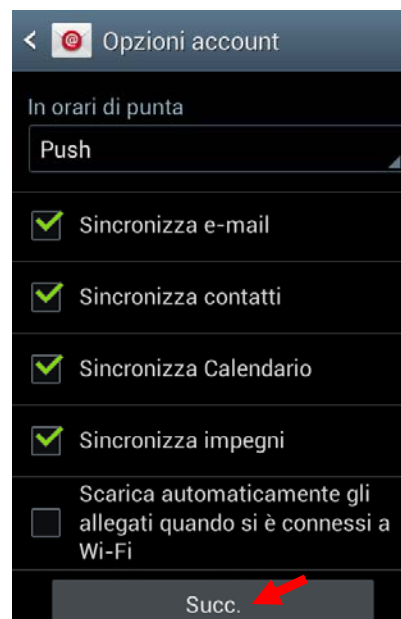 Opzioni account
In orari di punta
Push
Sincronizza e-mail
Sincronizza contatti
Sincronizza Calendario
Sincronizza impegni
Scarica automaticamente gli
allegati quando si è connessi a
Wi-Fi
Succ.